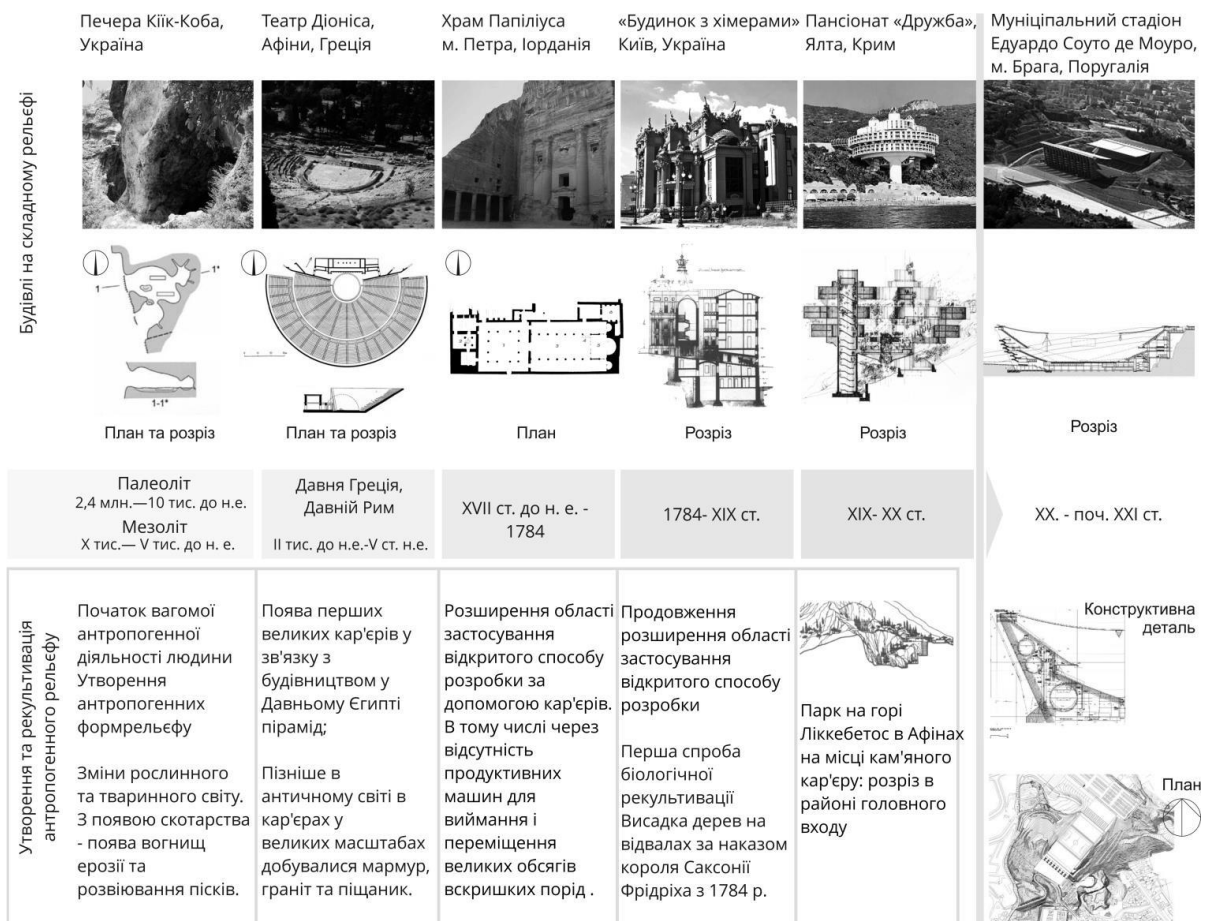 Печера Кіїк-Коба,
Україна
Театр Діоніса,
Афіни, Греція
Храм Папіліуса
м. Петра, Іорданія
«Будинок з хімерами»
Київ, Україна
Пансіонат «Дружба»,
Ялта, Крим
Муніципальний стадіон
Едуардо Соуто де Моуро,
м. Брага, Поругалія
Будівлі на складному рельєфі
1
1*
1-1*
План та розріз
План та розріз
План
Розріз
Розріз
Розріз
Палеоліт
2,4 млн.—10 тис. до н.е.
Мезоліт
X тис.— V тис. до н. е.
Давня Греція,
Давній Рим
II тис. до н.е.-V ст. н.е.
XVII ст. до н. е. -
1784
1784- XIX ст.
XIX- XX ст.
XX. - поч. XXI ст.
Утворення та рекультивація
антропогенного рельєфу
Початок вагомої
антропогенної
діяльності людини
Утворення
антропогенних
формрельєфу
Зміни рослинного
та тваринного світу.
З появою скотарства
- поява вогнищ
ерозії та
розвіювання пісків.
Поява перших
великих кар'єрів у
зв'язку з
будівництвом у
Давньому Єгипті
пірамід;
Пізніше в
античному світі в
кар'єрах у
великих масштабах
добувалися мармур,
граніт та піщаник.
Розширення області
застосування
відкритого способу
розробки за
допомогою кар'єрів.
В тому числі через
відсутність
продуктивних
машин для
виймання і
переміщення
великих обсягів
вскришких порід .
Продовження
розширення області
застосування
відкритого способу
розробки
Перша спроба
біологічної
рекультивації
Висадка дерев на
відвалах за наказом
короля Саксонії
Фрідріха з 1784 р.
Парк на горі
Ліккебетос в Афінах
на місці кам'яного
кар'єру: розріз в
районі головного
входу
Конструктивна
деталь
План